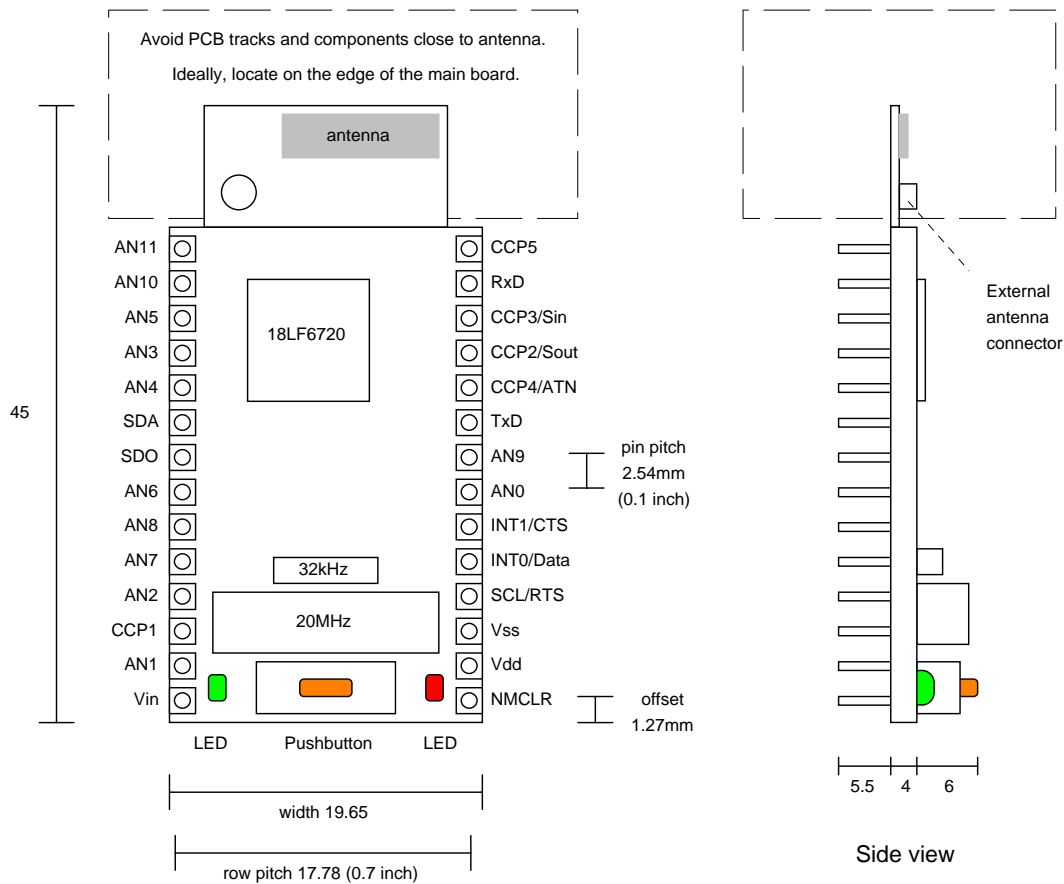 Avoid PCB tracks and components close to antenna.
Ideally, locate on the edge of the main board.
antenna
AN11
AN10
AN5
AN3
AN4
SDA
SDO
AN6
AN8
AN7
AN2
CCP1
AN1
Vin
CCP5
RxD
CCP3/Sin
CCP2/Sout
CCP4/ATN
TxD
AN9
AN0
INT1/CTS
INT0/Data
SCL/RTS
Vss
Vdd
NMCLR
18LF6720
32kHz
20MHz
LED
Pushbutton
LED
45
pin pitch
2.54mm
(0.1 inch)
offset
1.27mm
width 19.65
row pitch 17.78 (0.7 inch)
External
antenna
connector
5.5
4
6
Side view